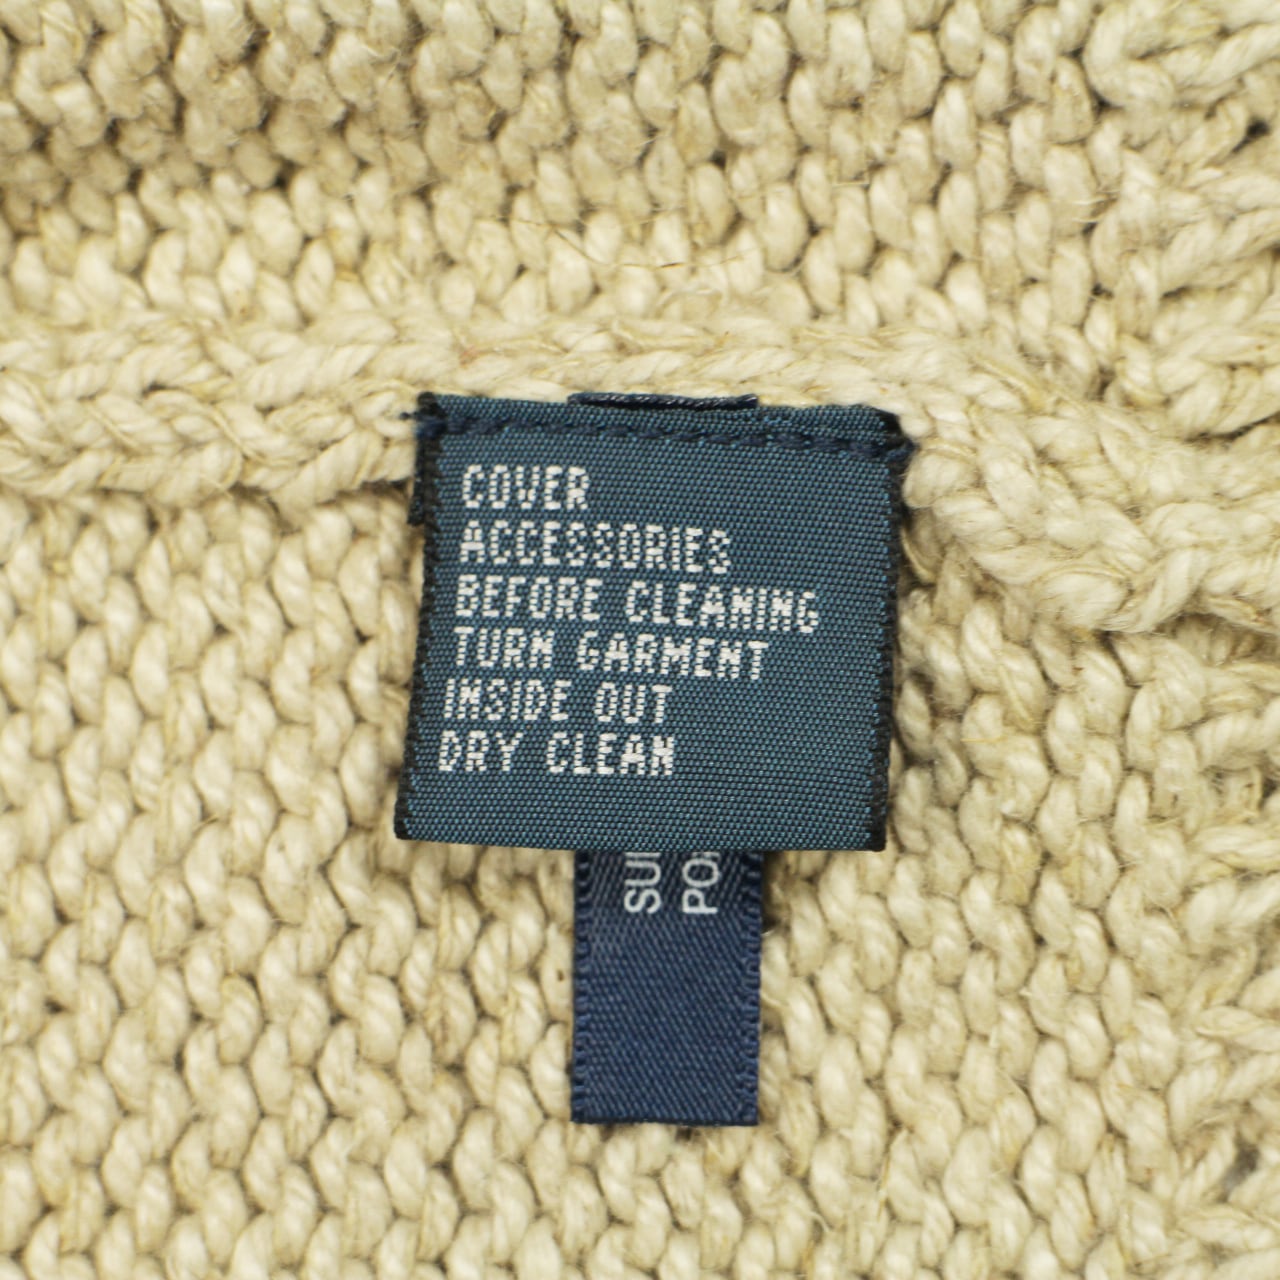 COVER
ACCESSORIES
BEFORE CLEANING
TURN GARMENT
INSIDE OUT
DRY CLEAN